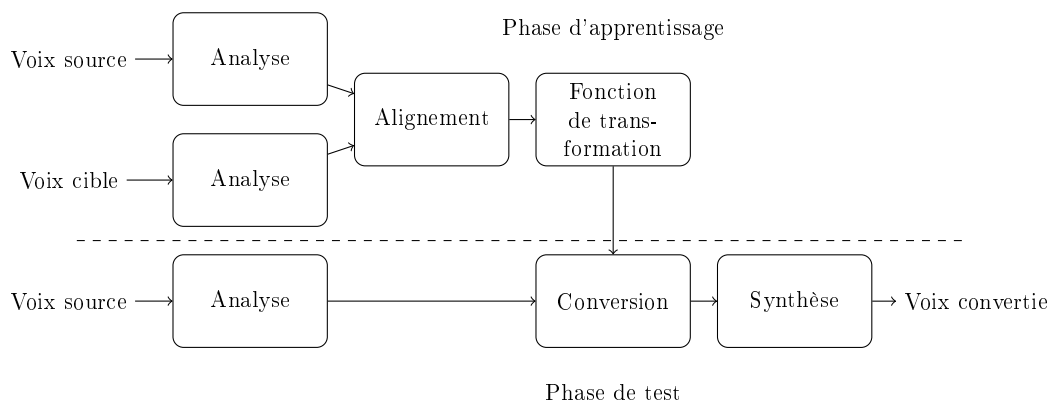 Phase d'apprentissage
Voix source
Analyse
Alignement
Fonction
de trans-
formation
Voix cible
Analyse
Voix source
Analyse
Conversion
Synthèse
Voix convertie
Phase de test